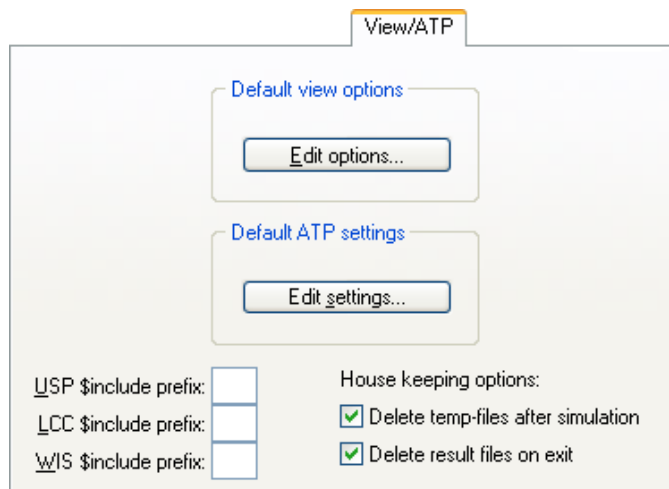 View/ATP
Default view options
Edit options...
Default ATP settings
Edit settings...
USP $include prefix:
LCC $include prefix:
WIS $include prefix:
House keeping options:
Delete temp-files after simulation
Delete result files on exit